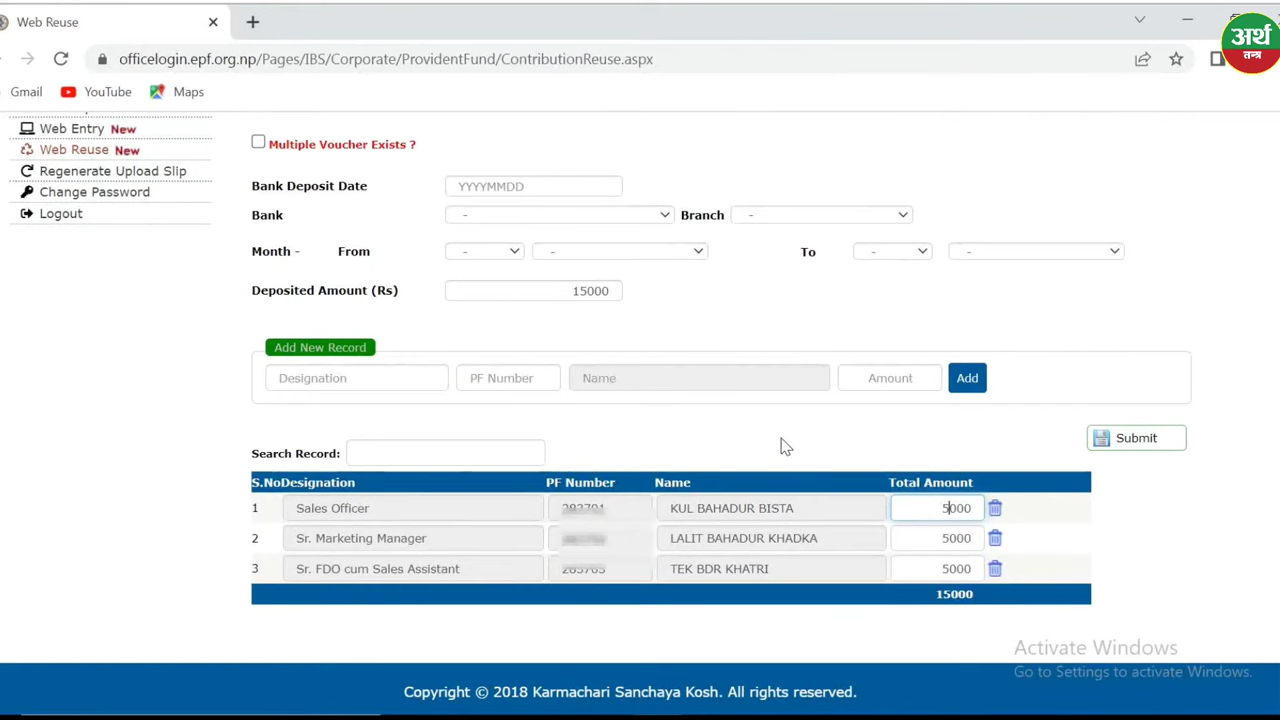 Web Reuse
अर्थ
तन्त्र
officelogin.epf.org.np/Pages/IBS/Corporate/ProvidentFund/ContributionReuse.aspx
Gmail YouTube Maps
Web Entry New
Web Reuse New
Regenerate Upload Slip
Change Password
Logout
Multiple Voucher Exists ?
Bank Deposit Date YYYYMMDD
Bank - Branch -
Month - From - - To - -
Deposited Amount (Rs) 15000
Add New Record
Designation PF Number Name Amount Add
Submit
Search Record:
S.No Designation PF Number Name Total Amount
1 Sales Officer KUL BAHADUR BISTA 5000
2 Sr. Marketing Manager LALIT BAHADUR KHADKA 5000
3 Sr. FDO cum Sales Assistant TEK BDR KHATRI 5000
15000
Activate Windows
Go to Settings to activate Windows.
Copyright © 2018 Karmachari Sanchaya Kosh. All rights reserved.